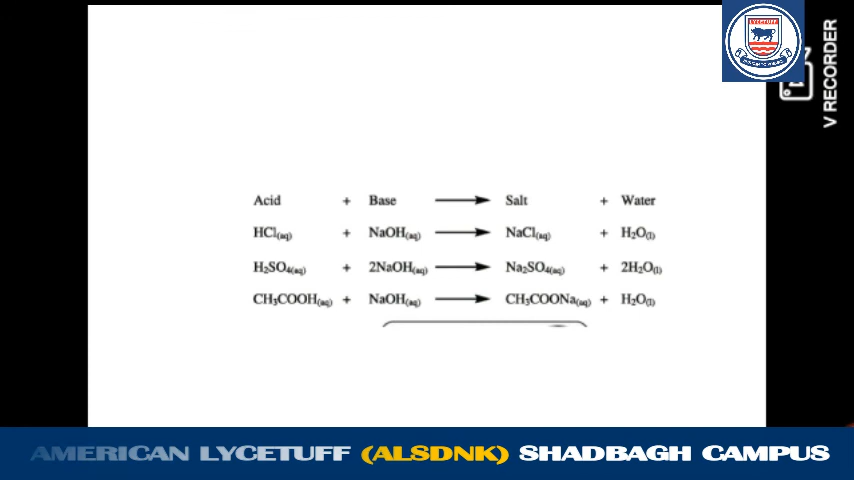 LYCETUFF
V RECORDER
Acid + Base ⟶ Salt + Water
HCl(aq) + NaOH(aq) ⟶ NaCl(aq) + H₂O(l)
H₂SO₄(aq) + 2NaOH(aq) ⟶ Na₂SO₄(aq) + 2H₂O(l)
CH₃COOH(aq) + NaOH(aq) ⟶ CH₃COONa(aq) + H₂O(l)
AMERICAN LYCETUFF (ALSDNK) SHADBAGH CAMPUS